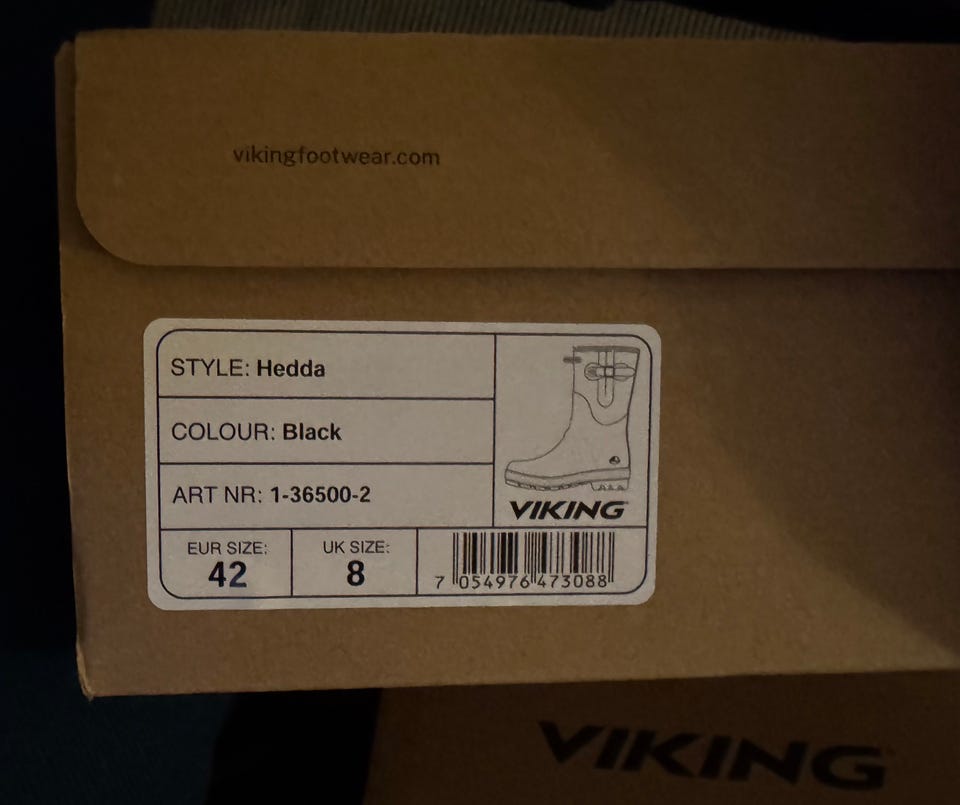 vikingfootwear.com
STYLE: Hedda
COLOUR: Black
ART NR: 1-36500-2
VIKING
EUR SIZE:
42
UK SIZE:
8
7 054976 473088
VIKING